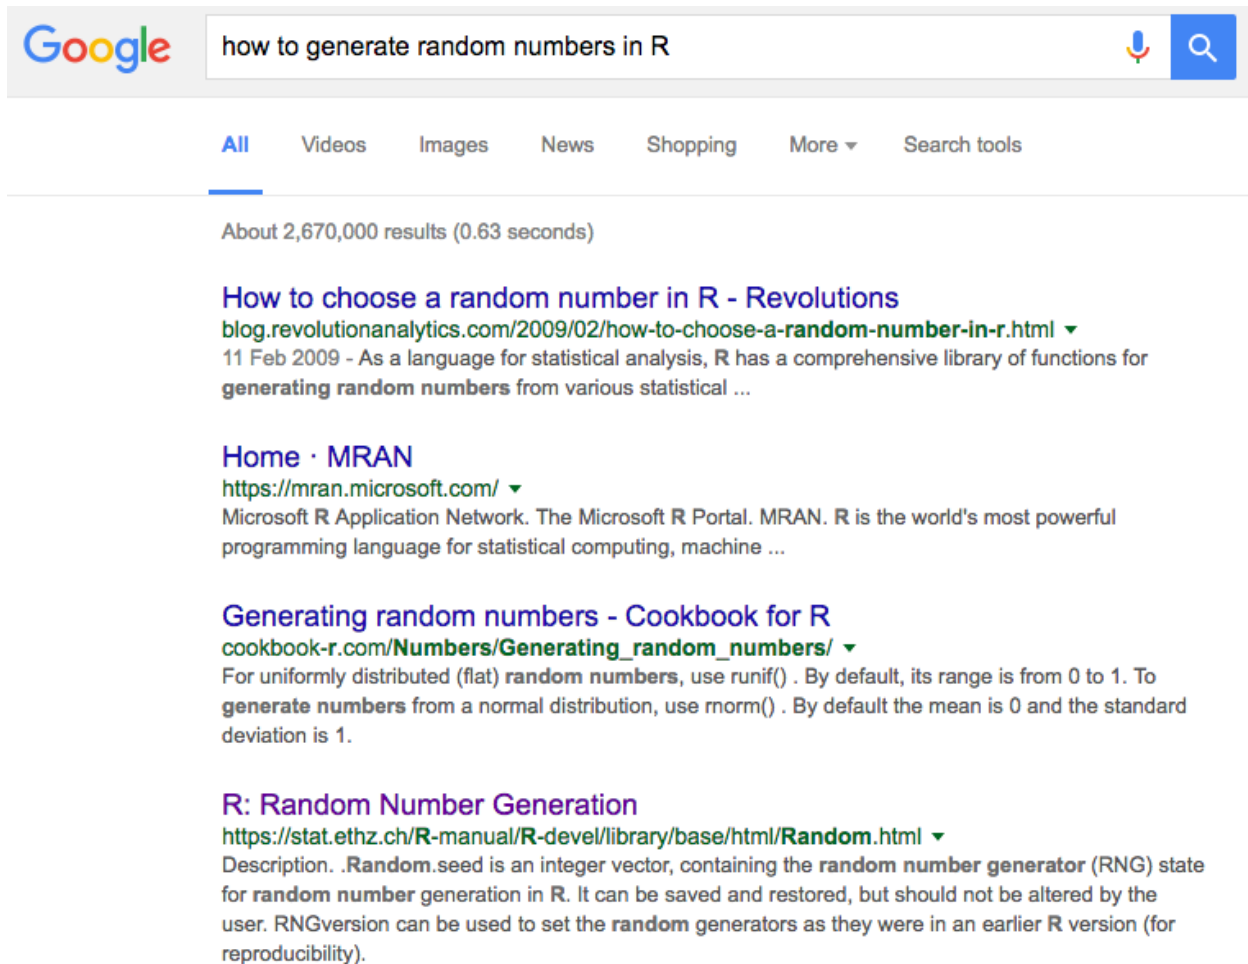 Google
how to generate random numbers in R
All Videos Images News Shopping More Search tools
About 2,670,000 results (0.63 seconds)
How to choose a random number in R - Revolutions
blog.revolutionanalytics.com/2009/02/how-to-choose-a-random-number-in-r.html
11 Feb 2009 - As a language for statistical analysis, R has a comprehensive library of functions for
generating random numbers from various statistical ...
Home · MRAN
https://mran.microsoft.com/
Microsoft R Application Network. The Microsoft R Portal. MRAN. R is the world's most powerful
programming language for statistical computing, machine ...
Generating random numbers - Cookbook for R
cookbook-r.com/Numbers/Generating_random_numbers/
For uniformly distributed (flat) random numbers, use runif() . By default, its range is from 0 to 1. To
generate numbers from a normal distribution, use rnorm() . By default the mean is 0 and the standard
deviation is 1.
R: Random Number Generation
https://stat.ethz.ch/R-manual/R-devel/library/base/html/Random.html
Description. .Random.seed is an integer vector, containing the random number generator (RNG) state
for random number generation in R. It can be saved and restored, but should not be altered by the
user. RNGversion can be used to set the random generators as they were in an earlier R version (for
reproducibility).